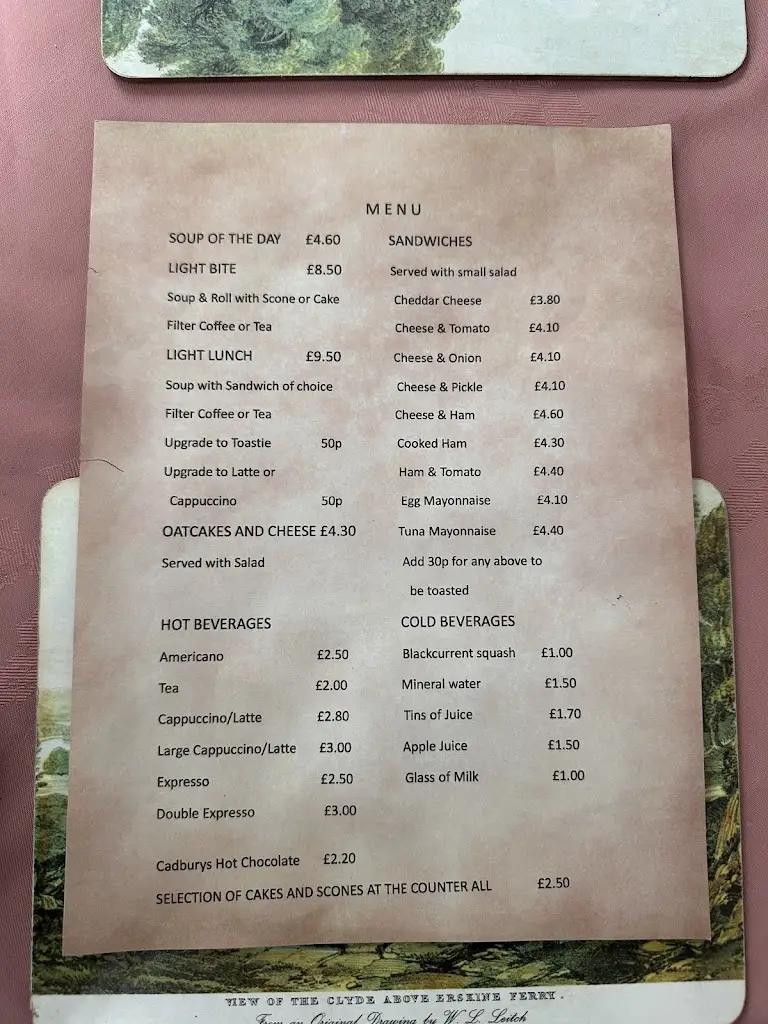 MENU
SOUP OF THE DAY £4.60
LIGHT BITE £8.50
Soup & Roll with Scone or Cake
Filter Coffee or Tea
LIGHT LUNCH £9.50
Soup with Sandwich of choice
Filter Coffee or Tea
Upgrade to Toastie 50p
Upgrade to Latte or
Cappuccino 50p
OATCAKES AND CHEESE £4.30
Served with Salad
SANDWICHES
Served with small salad
Cheddar Cheese £3.80
Cheese & Tomato £4.10
Cheese & Onion £4.10
Cheese & Pickle £4.10
Cheese & Ham £4.60
Cooked Ham £4.30
Ham & Tomato £4.40
Egg Mayonnaise £4.10
Tuna Mayonnaise £4.40
Add 30p for any above to
be toasted
HOT BEVERAGES
Americano £2.50
Tea £2.00
Cappuccino/Latte £2.80
Large Cappuccino/Latte £3.00
Expresso £2.50
Double Expresso £3.00
Cadburys Hot Chocolate £2.20
COLD BEVERAGES
Blackcurrent squash £1.00
Mineral water £1.50
Tins of Juice £1.70
Apple Juice £1.50
Glass of Milk £1.00
SELECTION OF CAKES AND SCONES AT THE COUNTER ALL £2.50
VIEW OF THE CLYDE ABOVE ERSKINE FERRY.
From an Original Drawing by W. L. Leitch